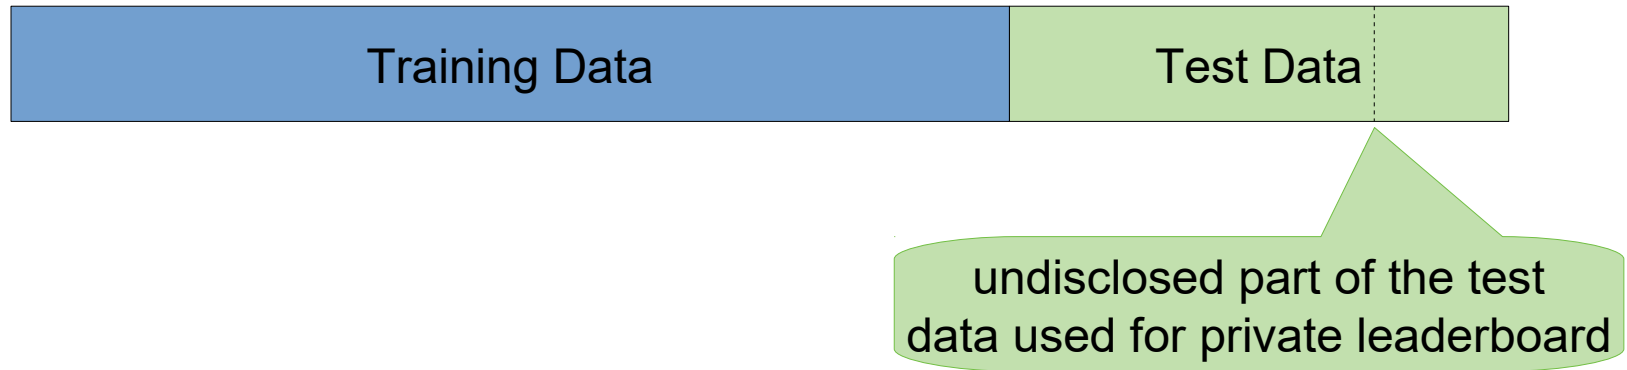 Training Data
Test Data
undisclosed part of the test
data used for private leaderboard